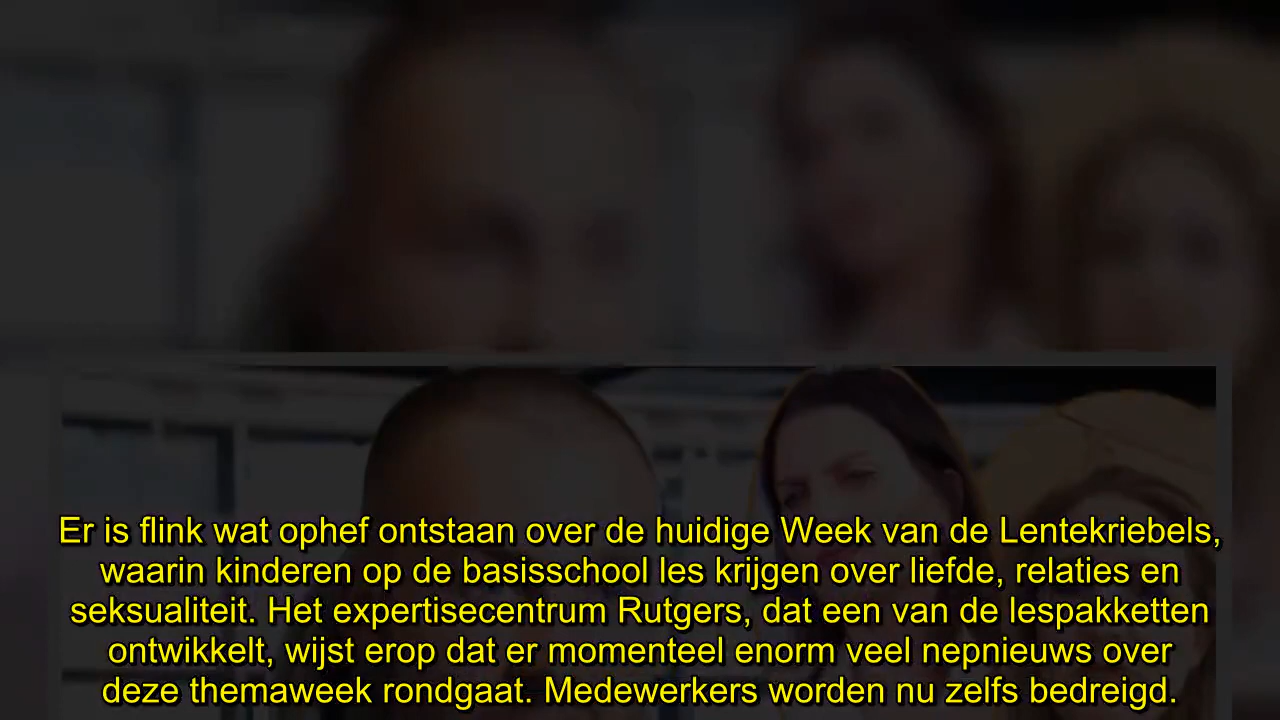 Er is flink wat ophef ontstaan over de huidige Week van de Lentekriebels,
waarin kinderen op de basisschool les krijgen over liefde, relaties en
seksualiteit. Het expertisecentrum Rutgers, dat een van de lespakketten
ontwikkelt, wijst erop dat er momenteel enorm veel nepnieuws over
deze themaweek rondgaat. Medewerkers worden nu zelfs bedreigd.